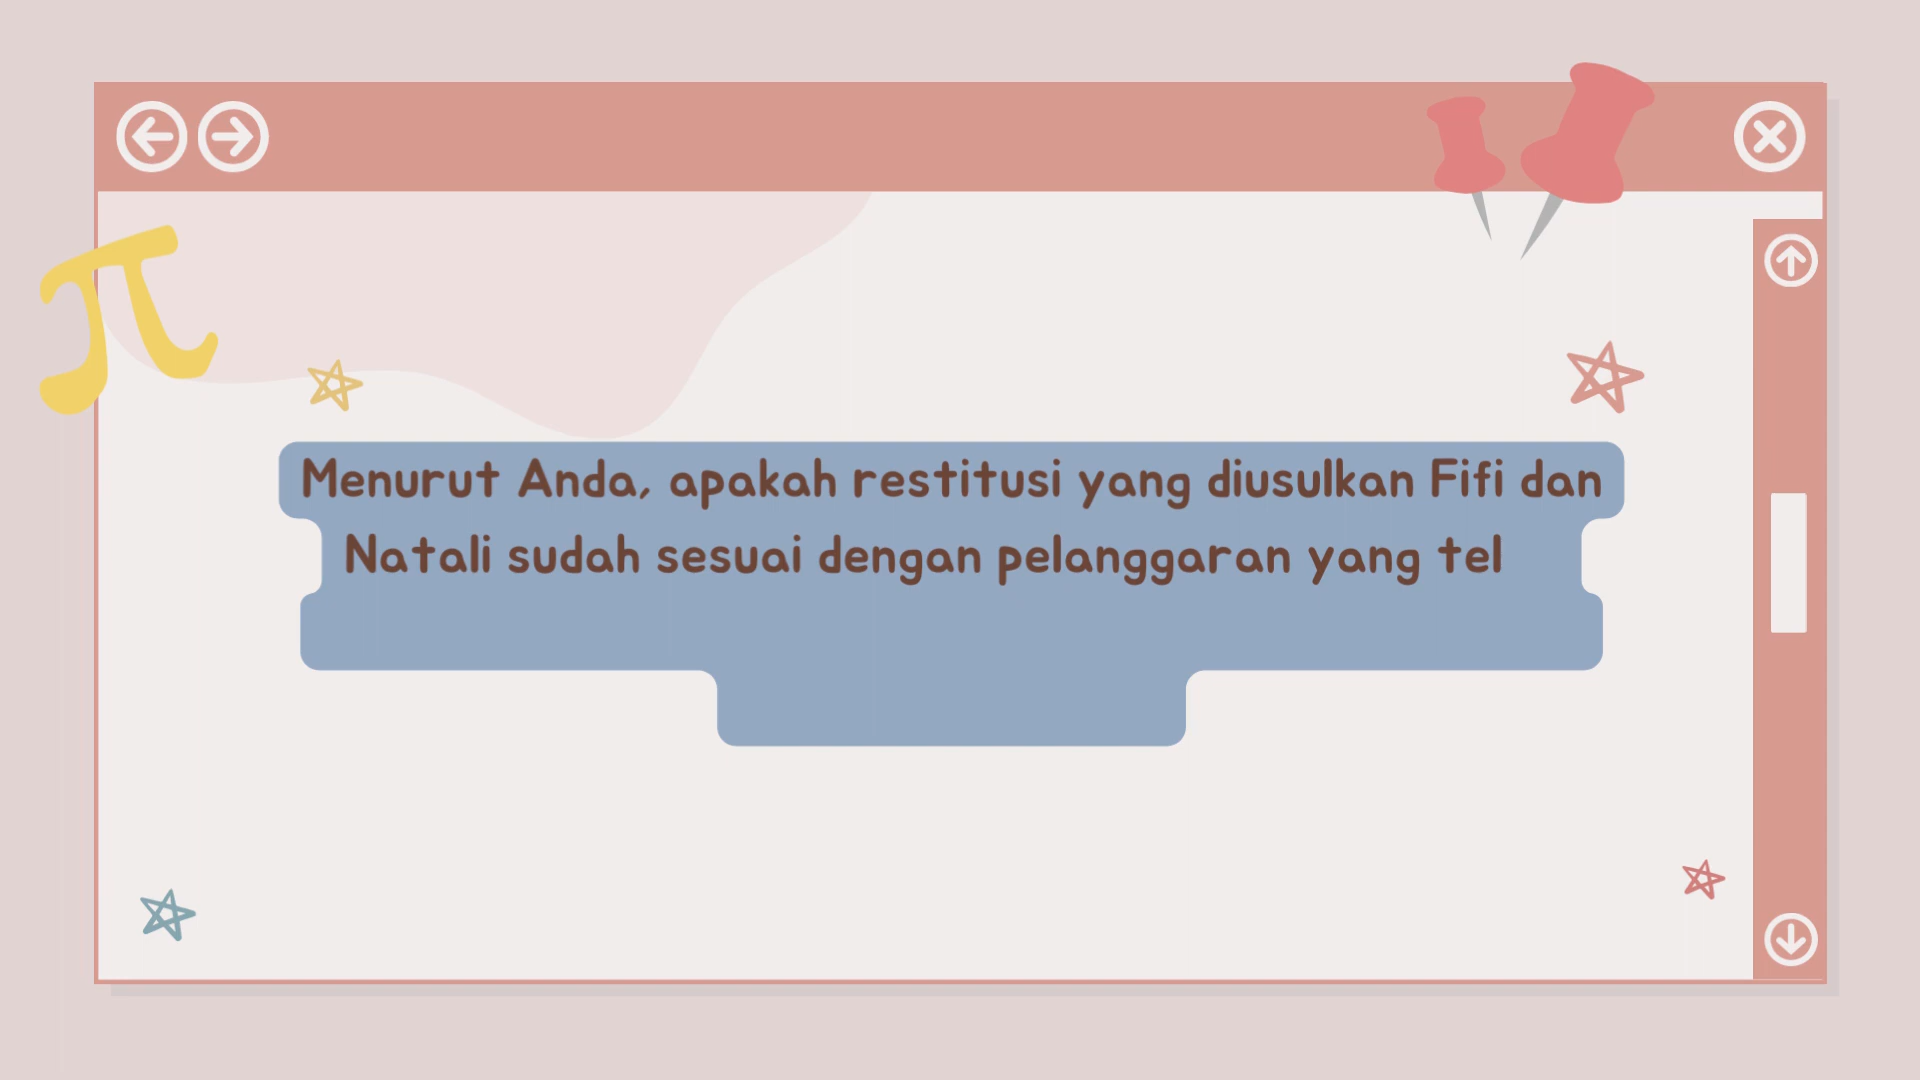 Menurut Anda, apakah restitusi yang diusulkan Fifi dan
Natali sudah sesuai dengan pelanggaran yang tel